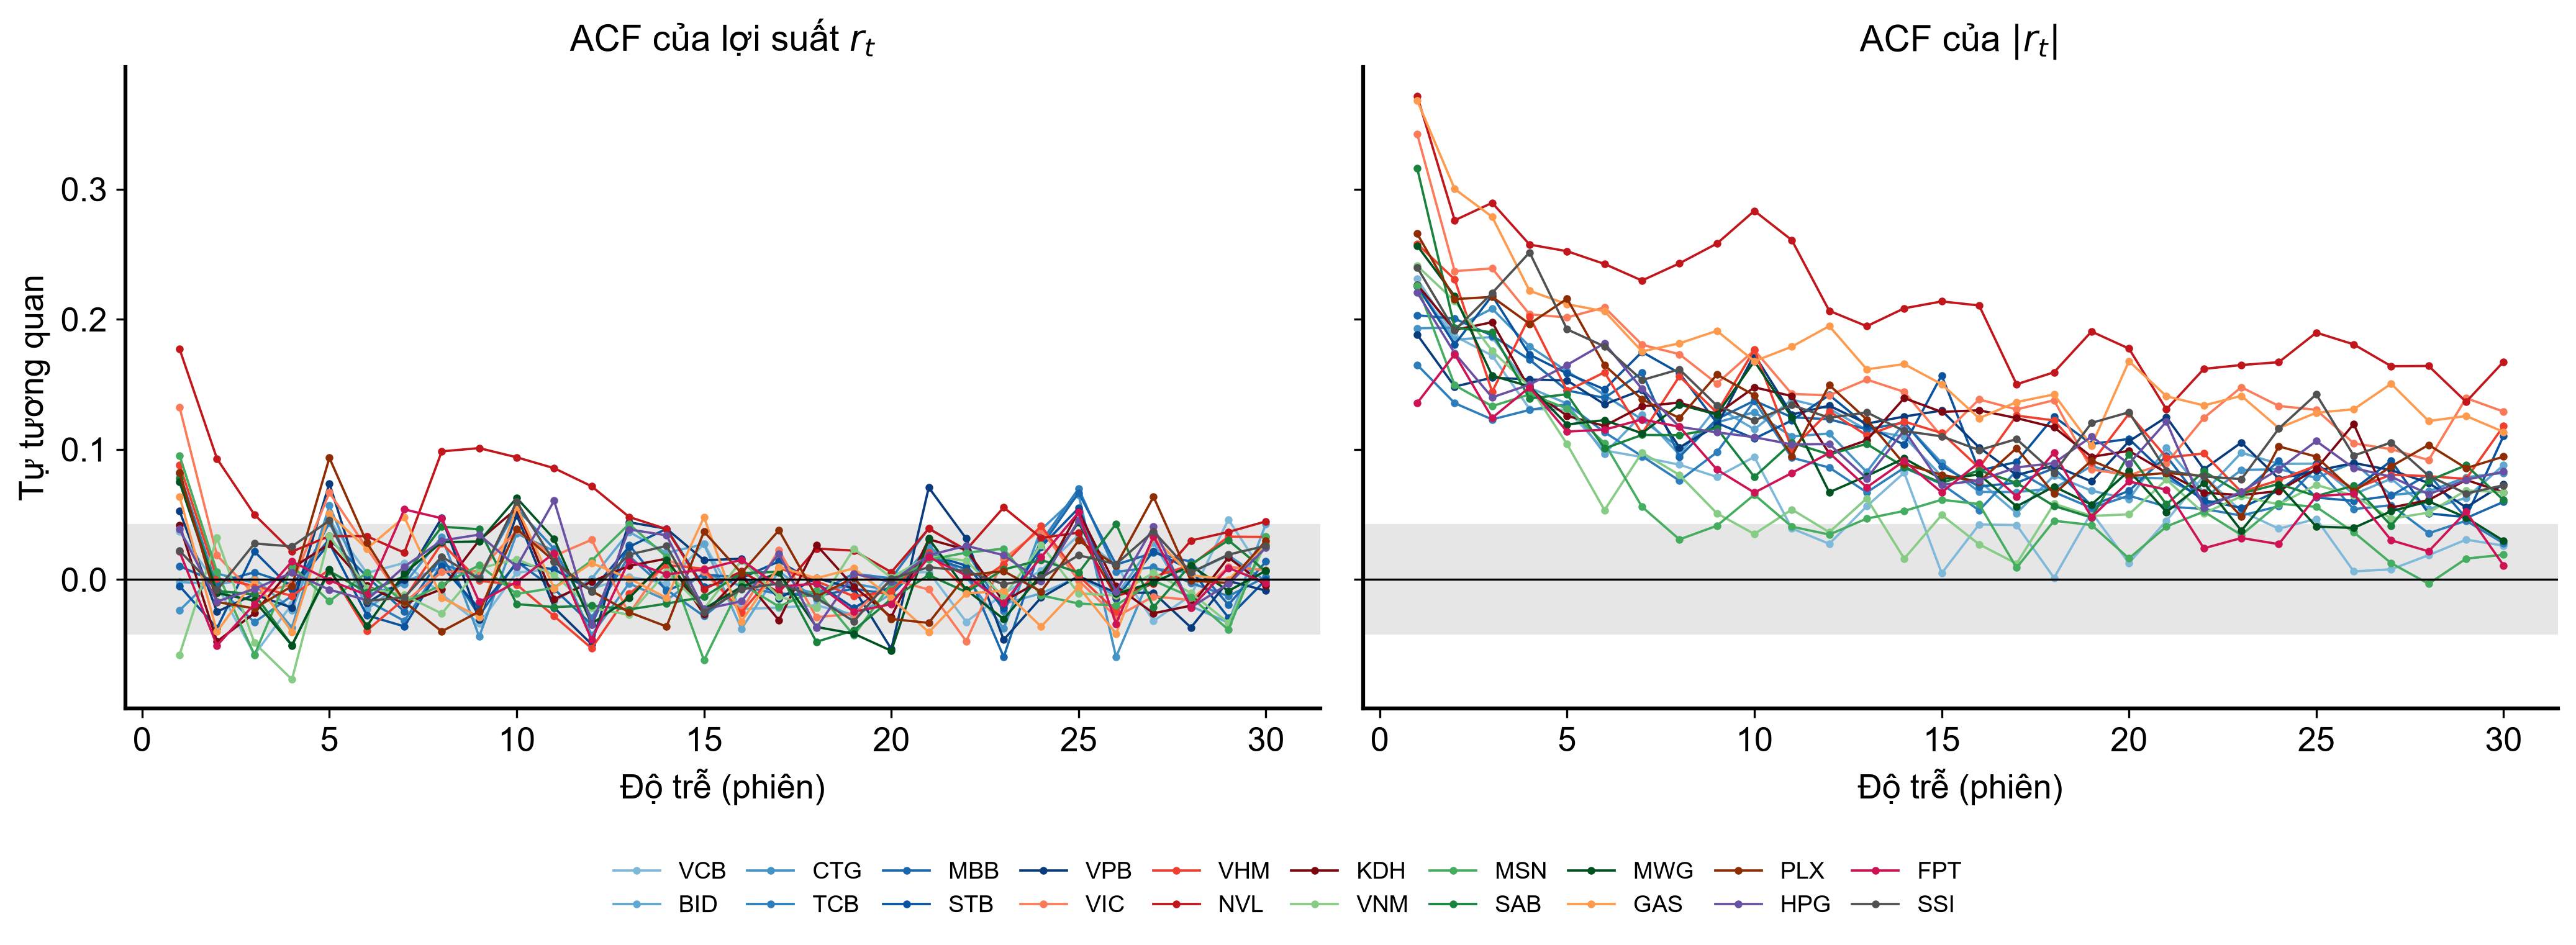 ACF của lợi suất rₜ
ACF của |rₜ|
Tự tương quan
0.3
0.2
0.1
0.0
0 5 10 15 20 25 30
0 5 10 15 20 25 30
Độ trễ (phiên)
Độ trễ (phiên)
VCB CTG MBB VPB VHM KDH MSN MWG PLX FPT
BID TCB STB VIC NVL VNM SAB GAS HPG SSI